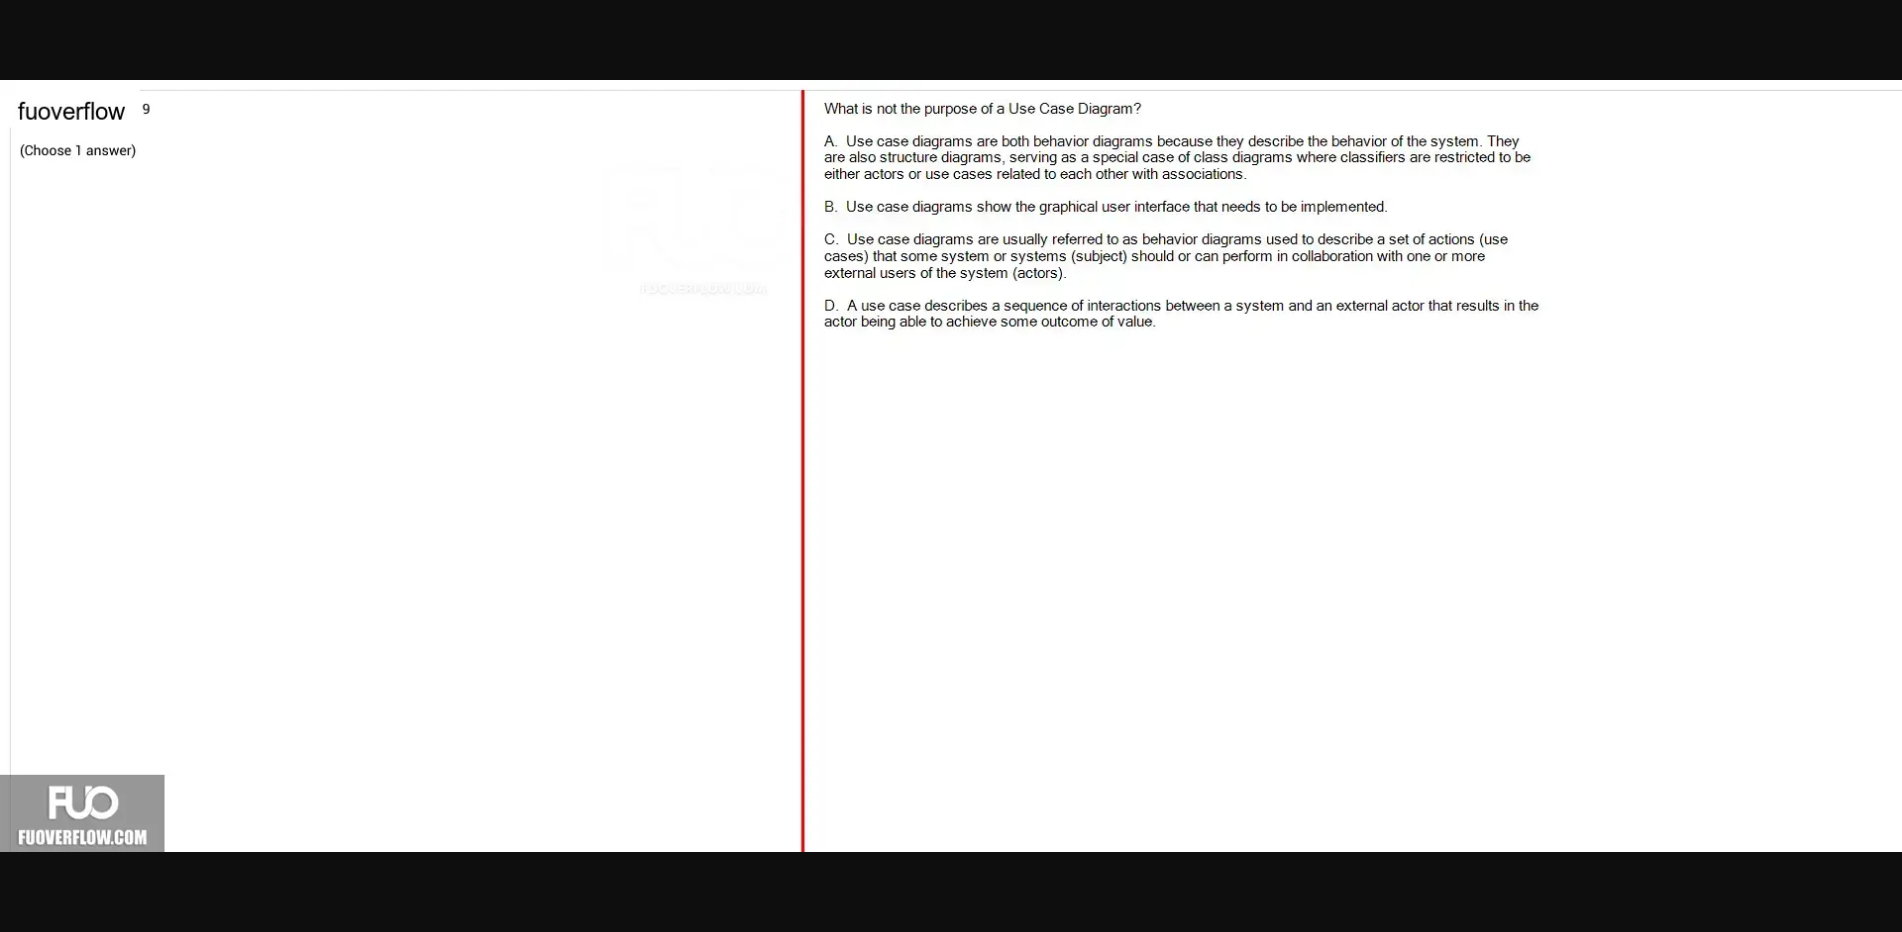 fuoverflow 9
(Choose 1 answer)
What is not the purpose of a Use Case Diagram?
A. Use case diagrams are both behavior diagrams because they describe the behavior of the system. They
are also structure diagrams, serving as a special case of class diagrams where classifiers are restricted to be
either actors or use cases related to each other with associations.
B. Use case diagrams show the graphical user interface that needs to be implemented.
C. Use case diagrams are usually referred to as behavior diagrams used to describe a set of actions (use
cases) that some system or systems (subject) should or can perform in collaboration with one or more
external users of the system (actors).
D. A use case describes a sequence of interactions between a system and an external actor that results in the
actor being able to achieve some outcome of value.
FUO
FUOVERFLOW.COM
FUO
FUOVERFLOW.COM